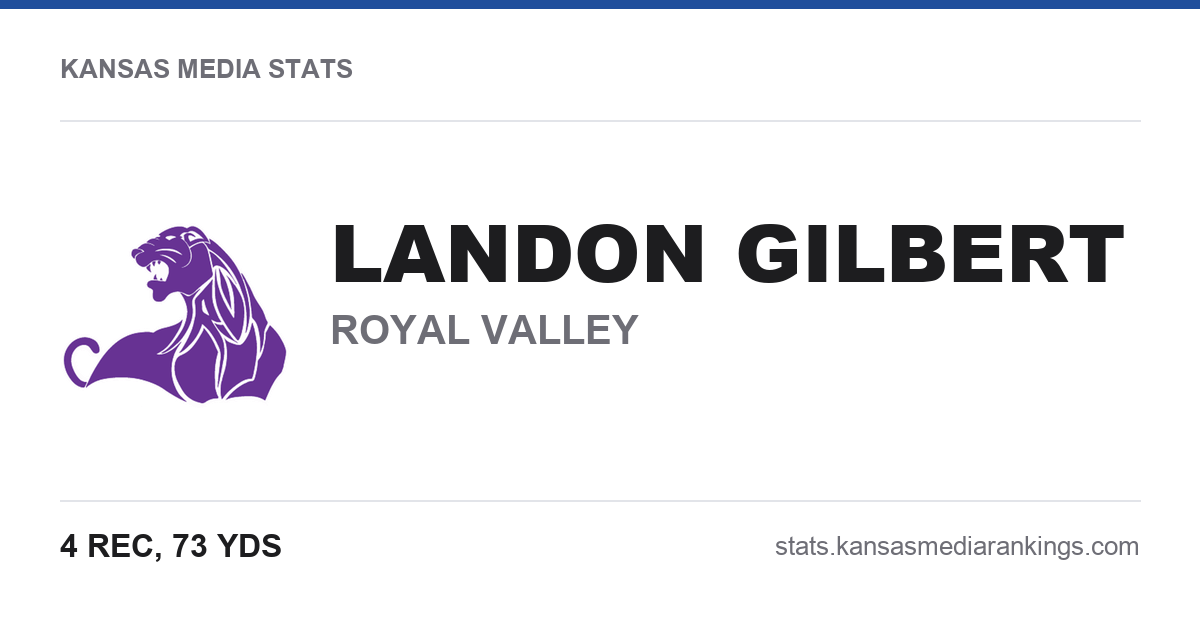 KANSAS MEDIA STATS
LANDON GILBERT
ROYAL VALLEY
4 REC, 73 YDS
stats.kansasmediarankings.com